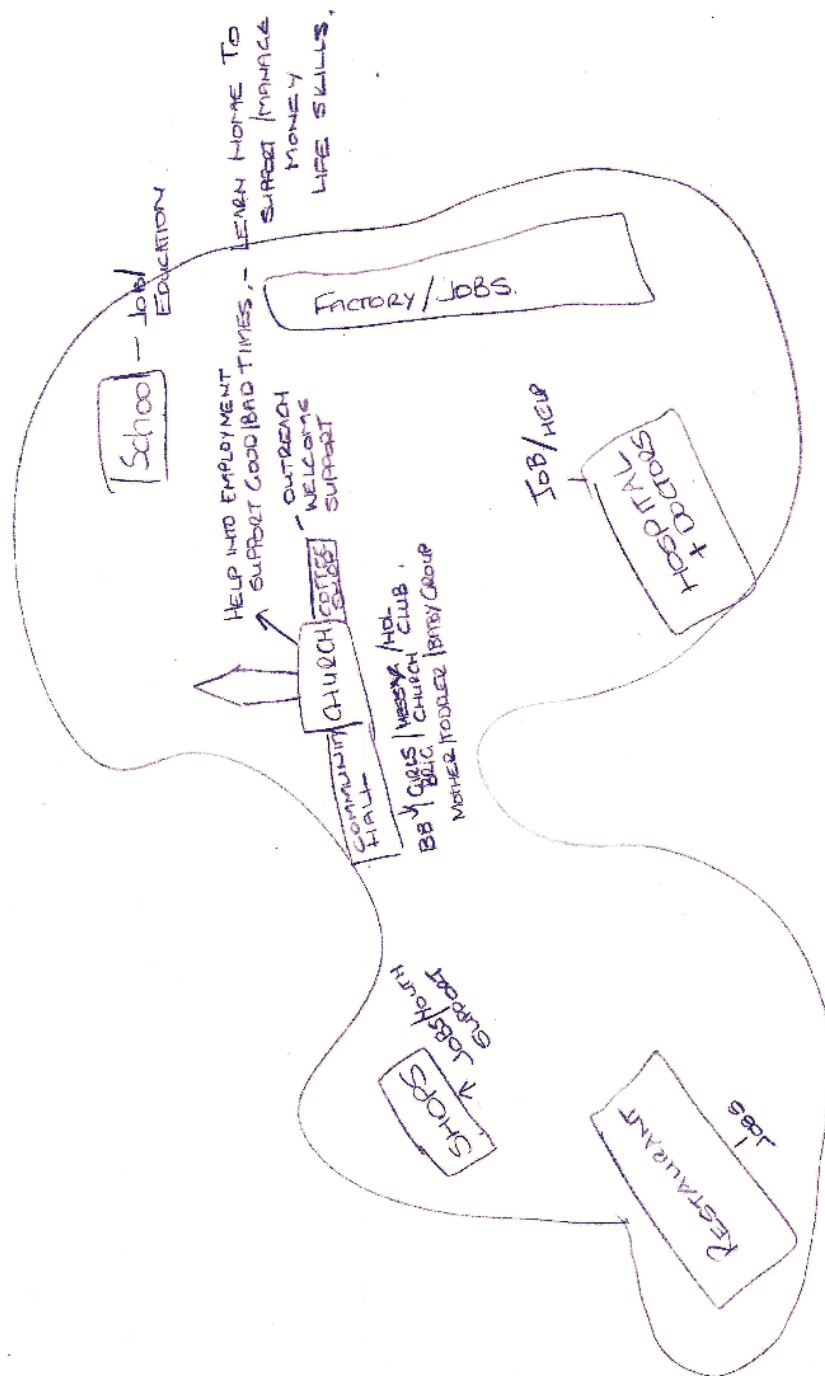 School — JOB/
EDUCATION
HELP INTO EMPLOYMENT
SUPPORT GOOD/BAD TIMES, - LEARN HOME TO
SUPPORT/MANAGE
MONEY
LIFE SKILLS.
COMMUNITY
HALL
CHURCH
COFFEE
SHOP
- OUTREACH
WELCOME
SUPPORT
BB / GIRLS / MESSY / HOL
BRIG. CHURCH CLUB.
MOTHER/TODDLER/BABY GROUP
FACTORY/JOBS.
SHOPS
JOBS/YOUTH
SUPPORT
JOB/HELP
HOSPITAL
+ DOCTORS
RESTAURANT
JOBS